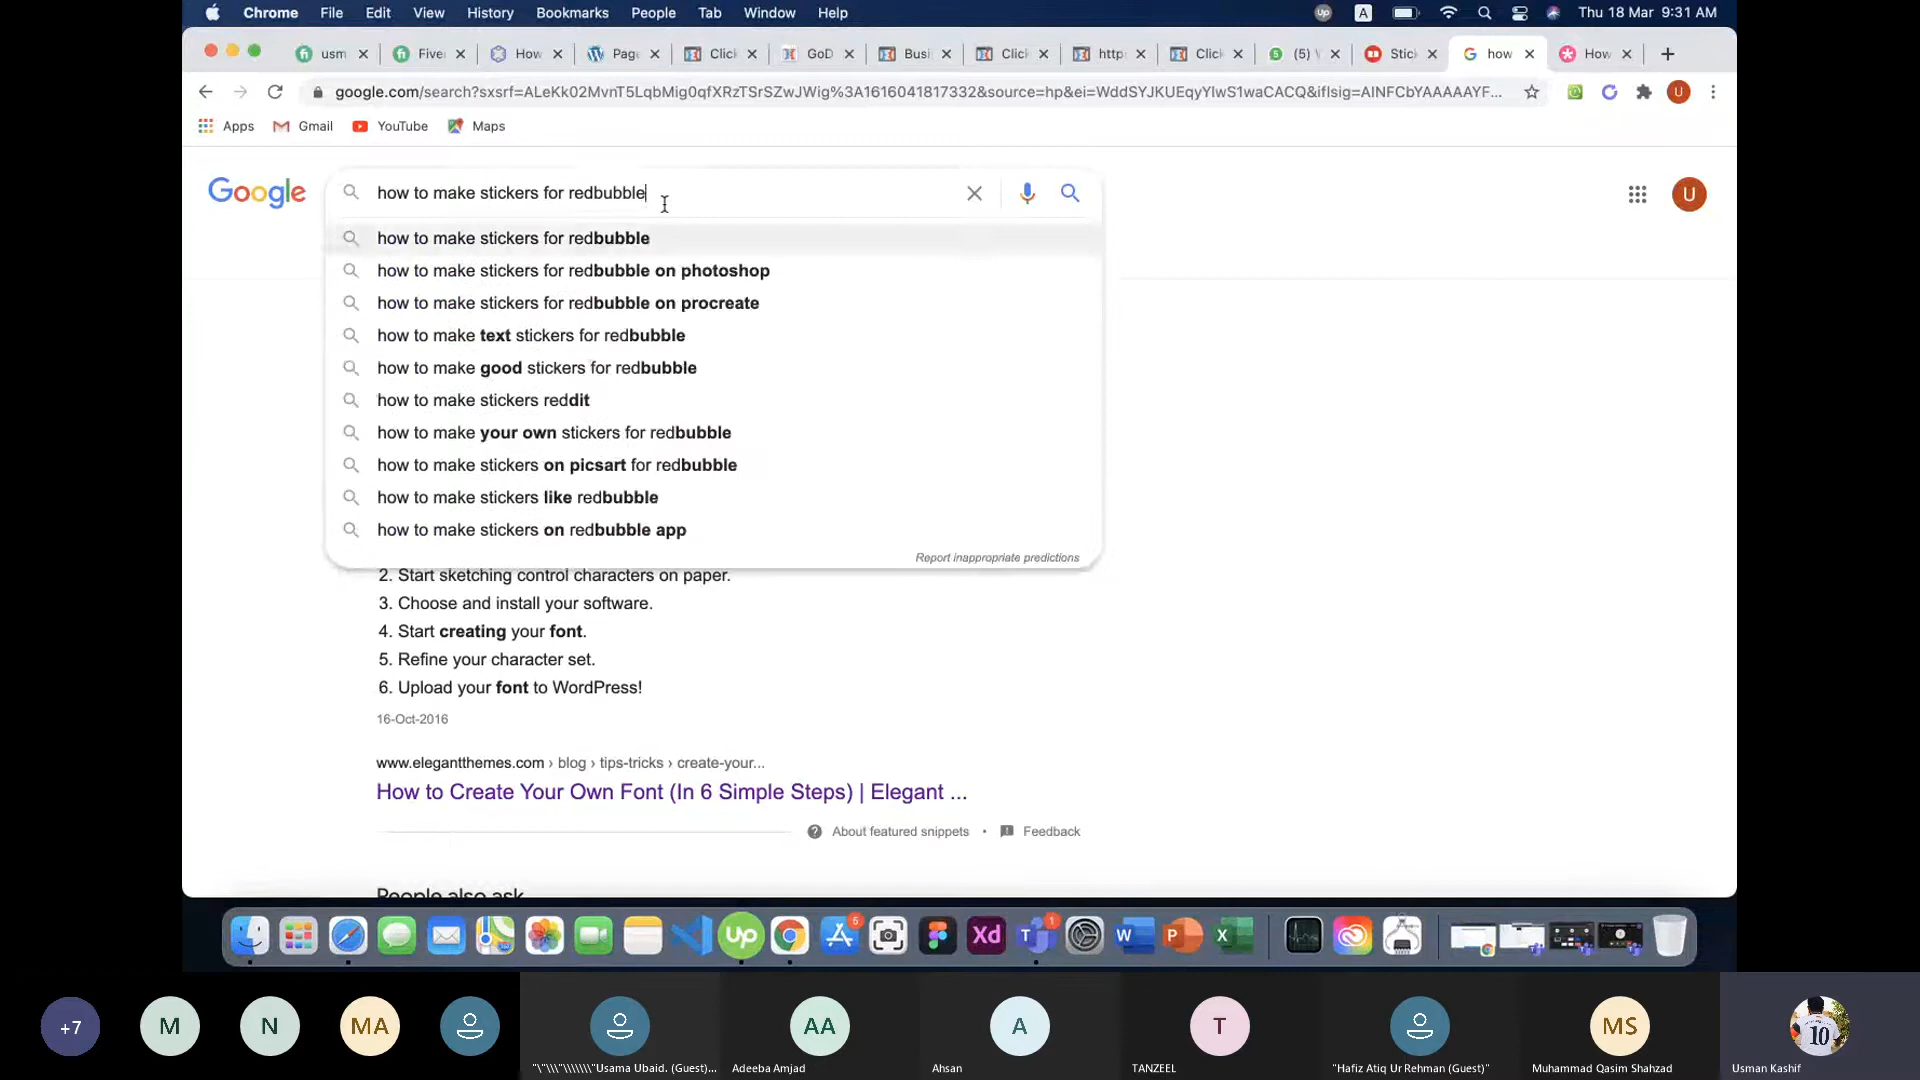 Chrome File Edit View History Bookmarks People Tab Window Help
Up A Thu 18 Mar 9:31 AM
usm Five How Page Click GoD Busi Click http Click (5) V Stick how How
google.com/search?sxsrf=ALeKk02MvnT5LqbMig0qfXRzTSrSZwJWig%3A1616041817332&source=hp&ei=WddSYJKUEqyYlwS1waCACQ&iflsig=AINFCbYAAAAAYF...
U
Apps Gmail YouTube Maps
Google
how to make stickers for redbubble
U
how to make stickers for redbubble
how to make stickers for redbubble on photoshop
how to make stickers for redbubble on procreate
how to make text stickers for redbubble
how to make good stickers for redbubble
how to make stickers reddit
how to make your own stickers for redbubble
how to make stickers on picsart for redbubble
how to make stickers like redbubble
how to make stickers on redbubble app
Report inappropriate predictions
2. Start sketching control characters on paper.
3. Choose and install your software.
4. Start creating your font.
5. Refine your character set.
6. Upload your font to WordPress!
16-Oct-2016
www.elegantthemes.com › blog › tips-tricks › create-your...
How to Create Your Own Font (In 6 Simple Steps) | Elegant ...
About featured snippets • Feedback
People also ask
Up 5 Xd 1 W P X
+7 M N MA AA A T MS 10
"\"\\\"\\\\\\\"Usama Ubaid. (Guest)... Adeeba Amjad Ahsan TANZEEL "Hafiz Atiq Ur Rehman (Guest)" Muhammad Qasim Shahzad Usman Kashif